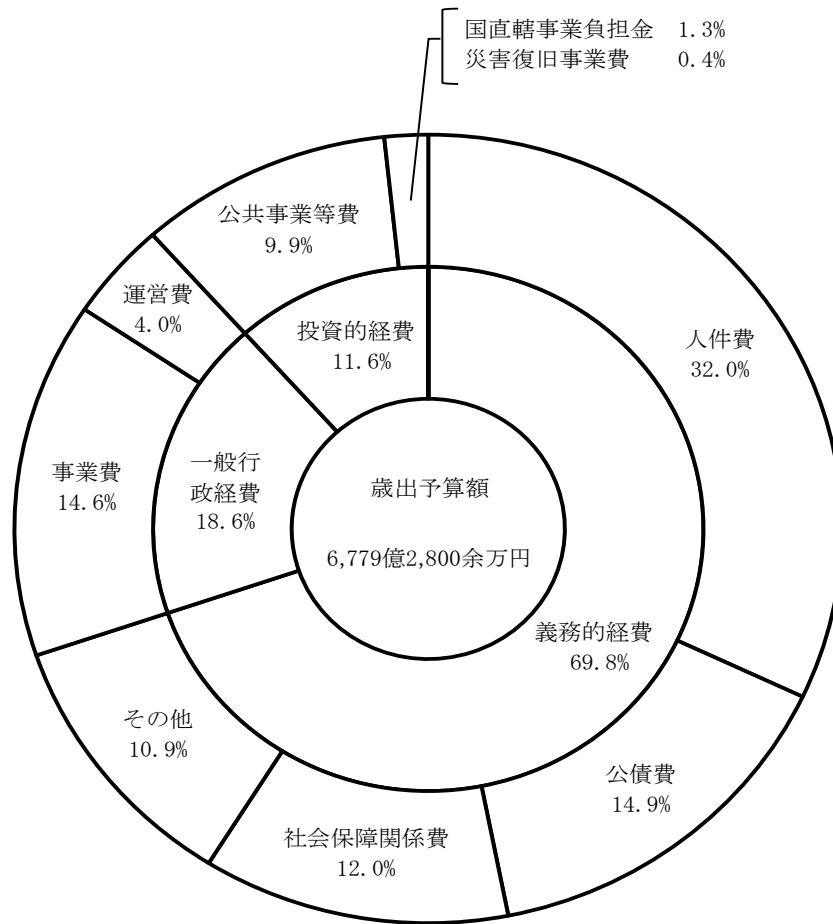 国直轄事業負担金 1.3%
災害復旧事業費 0.4%
公共事業等費
9.9%
運営費
4.0%
投資的経費
11.6%
人件費
32.0%
事業費
14.6%
一般行
政経費
18.6%
歳出予算額
6,779億2,800余万円
義務的経費
69.8%
その他
10.9%
公債費
14.9%
社会保障関係費
12.0%